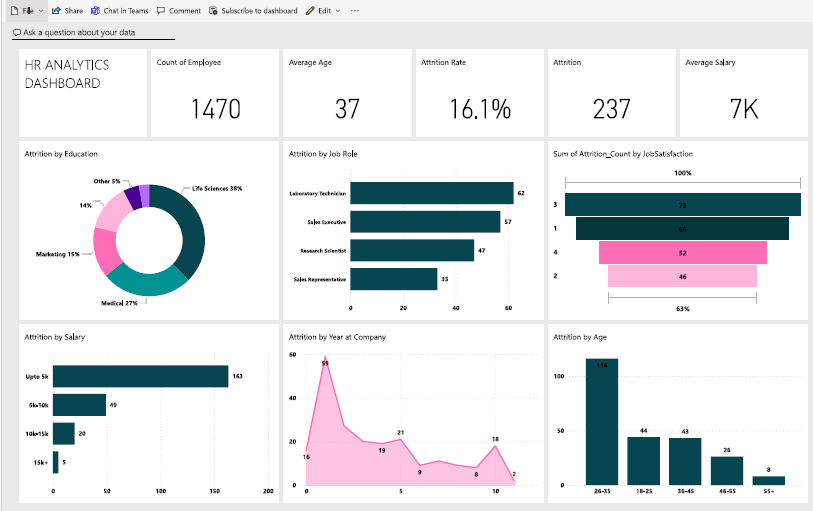 File Share Chat in Teams Comment Subscribe to dashboard Edit ...
Ask a question about your data
HR ANALYTICS
DASHBOARD
Count of Employee
1470
Average Age
37
Attrition Rate
16.1%
Attrition
237
Average Salary
7K
Attrition by Education
Other 5%
Life Sciences 38%
14%
Marketing 15%
Medical 27%
Attrition by Job Role
Laboratory Technician 62
Sales Executive 57
Research Scientist 47
Sales Representative 33
0 20 40 60
Sum of Attrition_Count by JobSatisfaction
100%
3 73
1 66
4 52
2 46
63%
Attrition by Salary
Upto 5k 163
5k-10k 49
10k-15k 20
15k+ 5
0 50 100 150 200
Attrition by Year at Company
60
59
40
21
18
20
16
19
9
8
2
0
0 5 10
Attrition by Age
100
116
50
44
43
26
8
0
26-35 18-25 36-45 46-55 55+